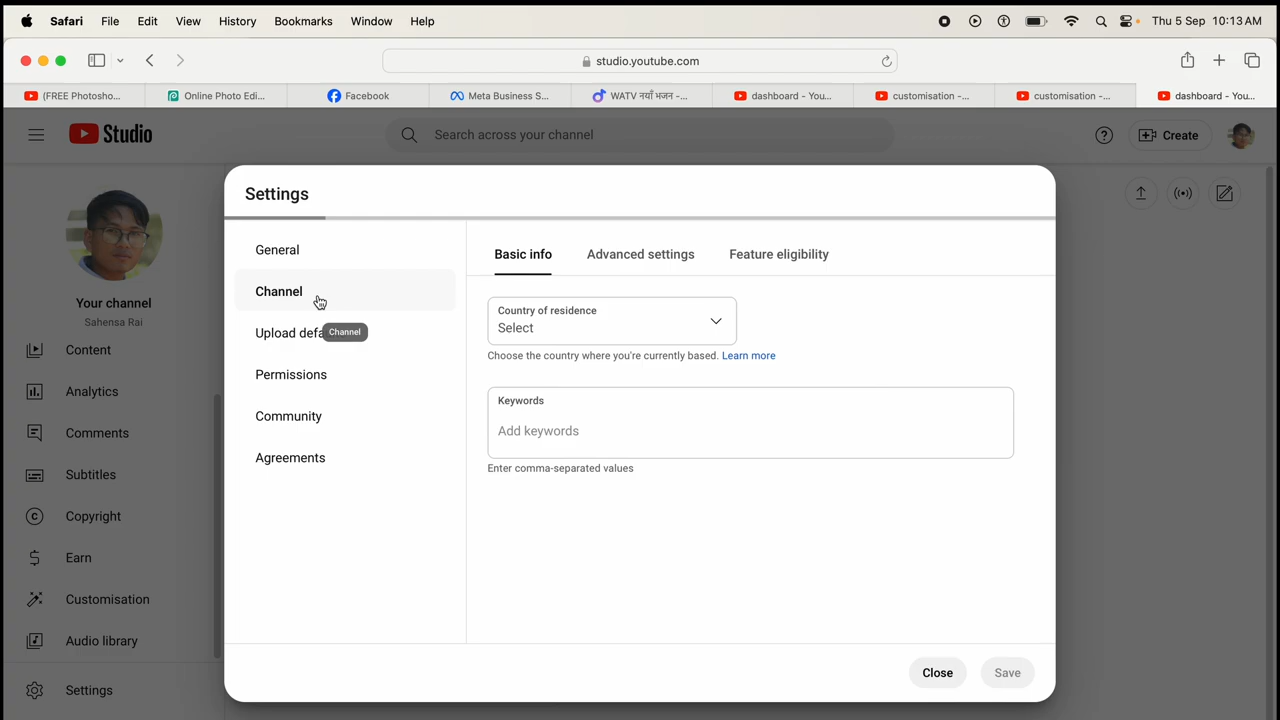 Safari File Edit View History Bookmarks Window Help Thu 5 Sep 10:13 AM
studio.youtube.com
(FREE Photosho... Online Photo Edi... Facebook Meta Business S... WATV नयाँ भजन -... dashboard - You... customisation -... customisation -... dashboard - You...
Studio Search across your channel Create
Settings
General
Channel
Channel
Permissions
Community
Agreements
Basic info Advanced settings Feature eligibility
Country of residence
Select
Choose the country where you're currently based. Learn more
Keywords
Add keywords
Enter comma-separated values
Close Save
Your channel
Sahensa Rai
Content
Analytics
Comments
Subtitles
Copyright
Earn
Customisation
Audio library
Settings